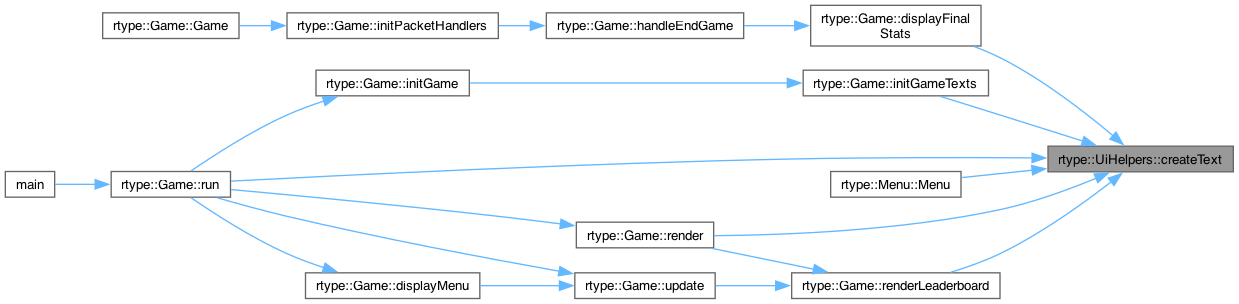 rtype::Game::Game
rtype::Game::initPacketHandlers
rtype::Game::handleEndGame
rtype::Game::displayFinal
Stats
rtype::Game::initGame
rtype::Game::initGameTexts
rtype::UiHelpers::createText
main
rtype::Game::run
rtype::Menu::Menu
rtype::Game::render
rtype::Game::displayMenu
rtype::Game::update
rtype::Game::renderLeaderboard